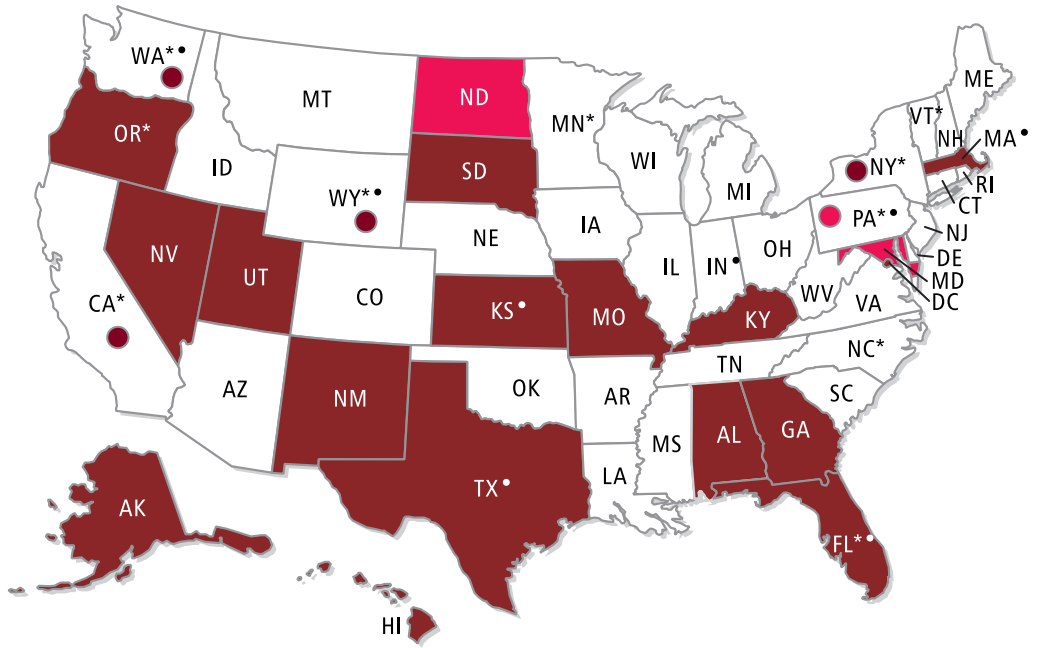 WA*•
MT
ND
ME
OR*
MN*
VT*
NH
MA•
ID
SD
WI
NY*
RI
WY*•
MI
CT
PA*•
NJ
NE
IA
NV
UT
OH
DE
IL
IN•
MD
CA*
CO
WV
DC
KS•
MO
VA
KY
NC*
TN
AZ
NM
OK
AR
SC
AL
GA
MS
LA
TX•
AK
FL*•
HI